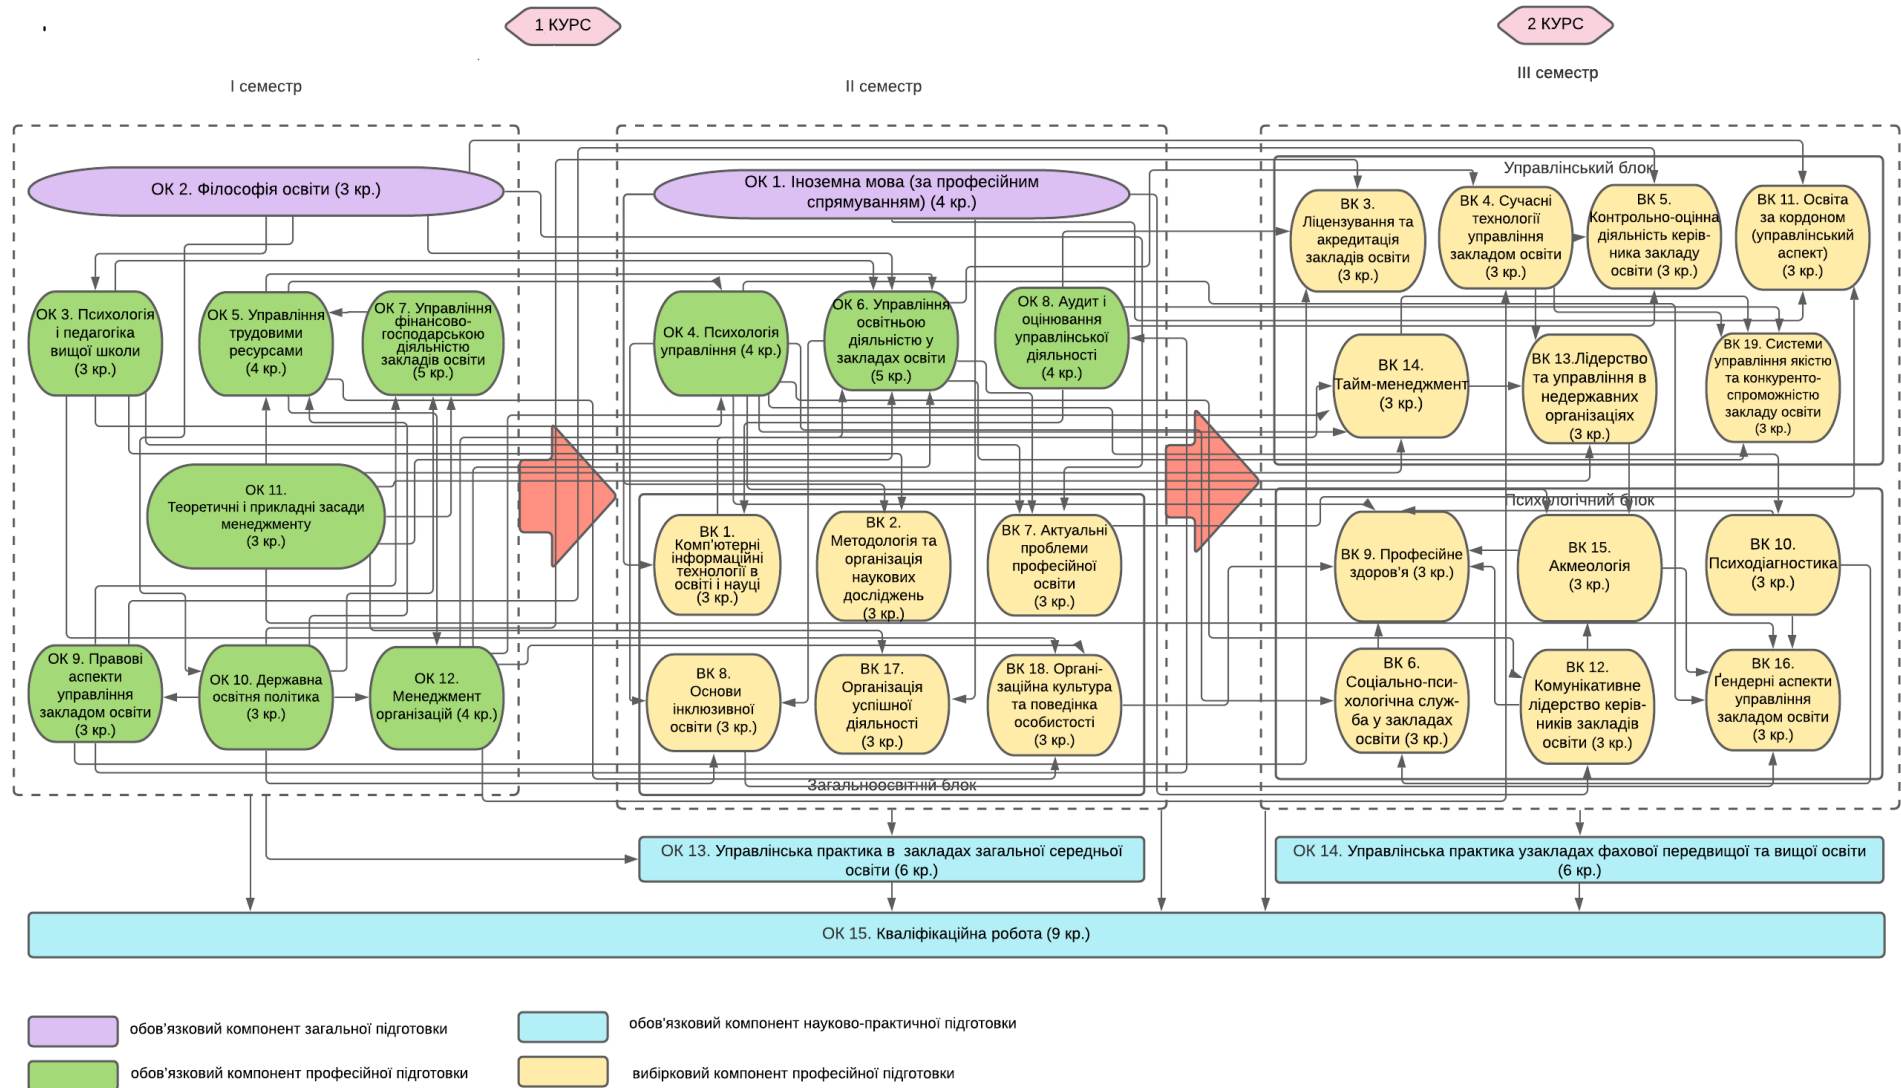 1 КУРС
2 КУРС
I семестр
II семестр
III семестр
ОК 2. Філософія освіти (3 кр.)
ОК 3. Психологія
і педагогіка
вищої школи
(3 кр.)
ОК 5. Управління
трудовими
ресурсами
(4 кр.)
ОК 7. Управління
фінансово-
господарською
діяльністю
закладів освіти
(5 кр.)
ОК 11.
Теоретичні і прикладні засади
менеджменту
(3 кр.)
ОК 9. Правові
аспекти
управління
закладом освіти
(3 кр.)
ОК 10. Державна
освітня політика
(3 кр.)
ОК 12.
Менеджмент
організацій (4 кр.)
ОК 1. Іноземна мова (за професійним
спрямуванням) (4 кр.)
ОК 4. Психологія
управління (4 кр.)
ОК 6. Управління
освітньою
діяльністю у
закладах освіти
(5 кр.)
ОК 8. Аудит і
оцінювання
управлінської
діяльності
(4 кр.)
ВК 1.
Комп'ютерні
інформаційні
технології в
освіті і науці
(3 кр.)
ВК 2.
Методологія та
організація
наукових
досліджень
(3 кр.)
ВК 7. Актуальні
проблеми
професійної
освіти
(3 кр.)
ВК 8.
Основи
інклюзивної
освіти (3 кр.)
ВК 17.
Організація
успішної
діяльності
(3 кр.)
ВК 18. Органі-
заційна культура
та поведінка
особистості
(3 кр.)
Загальноосвітній блок
Управлінський блок
ВК 3.
Ліцензування та
акредитація
закладів освіти
(3 кр.)
ВК 4. Сучасні
технології
управління
закладом освіти
(3 кр.)
ВК 5.
Контрольно-оцінна
діяльність керів-
ника закладу
освіти (3 кр.)
ВК 11. Освіта
за кордоном
(управлінський
аспект)
(3 кр.)
ВК 14.
Тайм-менеджмент
(3 кр.)
ВК 13.Лідерство
та управління в
недержавних
організаціях
(3 кр.)
ВК 19. Системи
управління якістю
та конкуренто-
спроможністю
закладу освіти
(3 кр.)
Психологічний блок
ВК 9. Професійне
здоров'я (3 кр.)
ВК 15.
Акмеологія
(3 кр.)
ВК 10.
Психодіагностика
(3 кр.)
ВК 6.
Соціально-пси-
хологічна служ-
ба у закладах
освіти (3 кр.)
ВК 12.
Комунікативне
лідерство керів-
ників закладів
освіти (3 кр.)
ВК 16.
Ґендерні аспекти
управління
закладом освіти
(3 кр.)
ОК 13. Управлінська практика в закладах загальної середньої
освіти (6 кр.)
ОК 14. Управлінська практика узакладах фахової передвищої та вищої освіти
(6 кр.)
ОК 15. Кваліфікаційна робота (9 кр.)
обов'язковий компонент загальної підготовки
обов'язковий компонент науково-практичної підготовки
обов'язковий компонент професійної підготовки
вибірковий компонент професійної підготовки